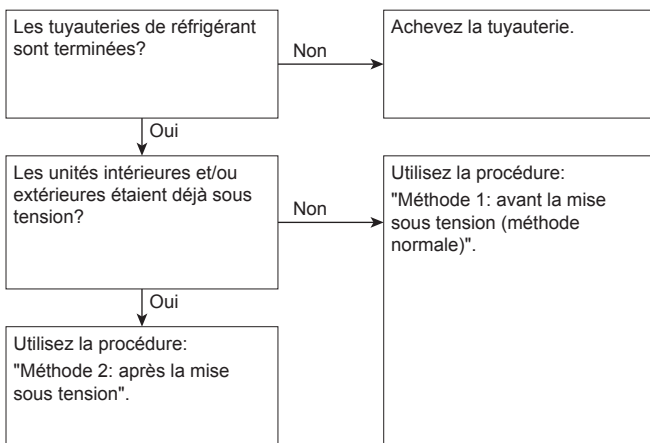 Les tuyauteries de réfrigérant
sont terminées?
Non
Achevez la tuyauterie.
Oui
Les unités intérieures et/ou
extérieures étaient déjà sous
tension?
Non
Utilisez la procédure:
"Méthode 1: avant la mise
sous tension (méthode
normale)".
Oui
Utilisez la procédure:
"Méthode 2: après la mise
sous tension".